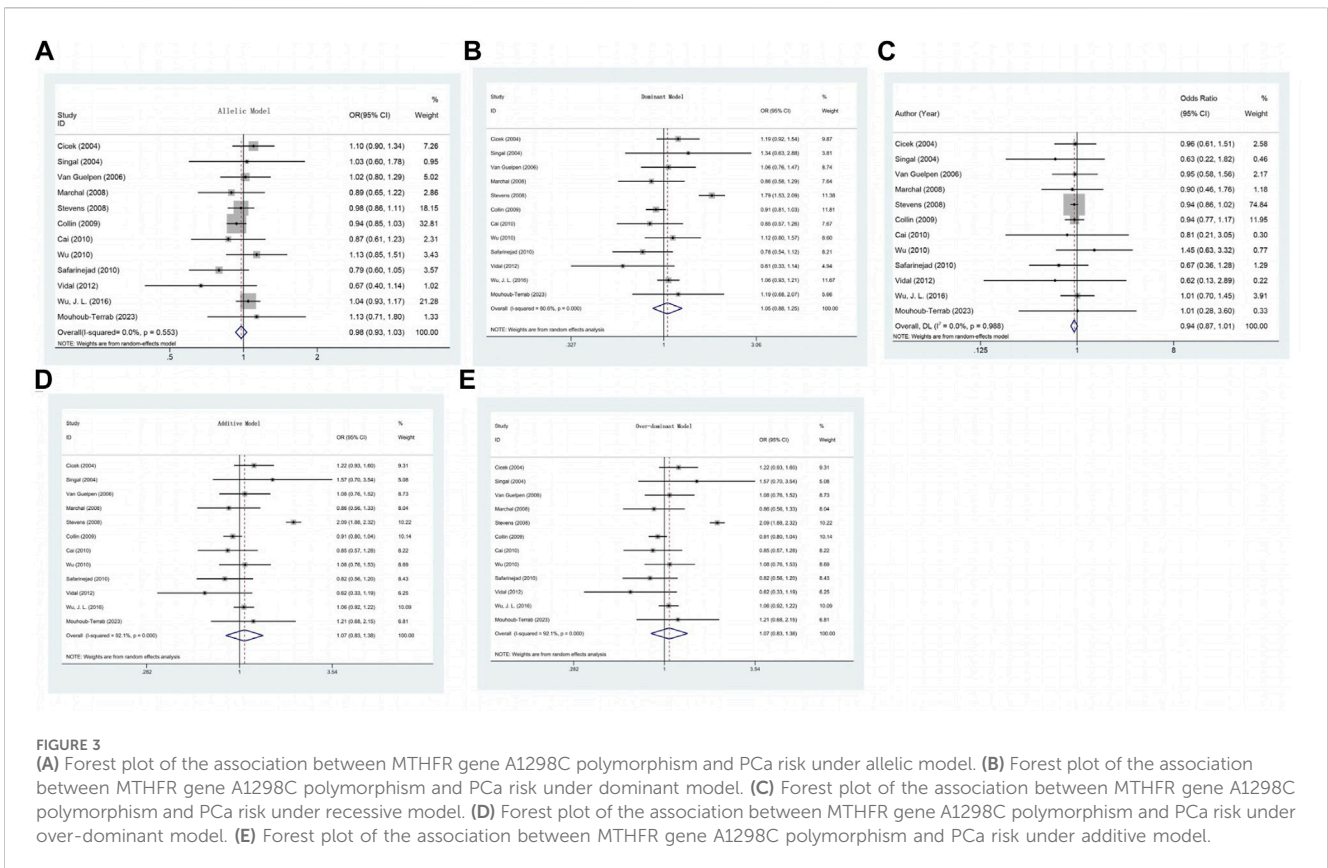 A
%
Study Allelic Model
ID OR(95% CI) Weight
Cicek (2004) 1.10 (0.90, 1.34) 7.26
Singal (2004) 1.03 (0.60, 1.78) 0.95
Van Guelpen (2006) 1.02 (0.80, 1.29) 5.02
Marchal (2008) 0.89 (0.65, 1.22) 2.86
Stevens (2008) 0.98 (0.86, 1.11) 18.15
Collin (2009) 0.94 (0.85, 1.03) 32.81
Cai (2010) 0.87 (0.61, 1.23) 2.31
Wu (2010) 1.13 (0.85, 1.51) 3.43
Safarinejad (2010) 0.79 (0.60, 1.05) 3.57
Vidal (2012) 0.67 (0.40, 1.14) 1.02
Wu, J. L. (2016) 1.04 (0.93, 1.17) 21.28
Mouhoub-Terrab (2023) 1.13 (0.71, 1.80) 1.33
Overall(I-squared= 0.0%, p = 0.553) 0.98 (0.93, 1.03) 100.00
NOTE: Weights are from random-effects model
.5 1 2
B
Study Dominant Model %
ID OR (95% CI) Weight
Cicek (2004) 1.19 (0.92, 1.54) 9.87
Singal (2004) 1.34 (0.63, 2.88) 3.81
Van Guelpen (2006) 1.06 (0.76, 1.47) 8.74
Marchal (2008) 0.86 (0.58, 1.29) 7.64
Stevens (2008) 1.79 (1.53, 2.09) 11.38
Collin (2009) 0.91 (0.81, 1.03) 11.81
Cai (2010) 0.85 (0.57, 1.26) 7.67
Wu (2010) 1.12 (0.80, 1.57) 8.60
Safarinejad (2010) 0.78 (0.54, 1.12) 8.21
Vidal (2012) 0.61 (0.33, 1.14) 4.94
Wu, J. L. (2016) 1.06 (0.93, 1.21) 11.67
Mouhoub-Terrab (2023) 1.19 (0.68, 2.07) 5.66
Overall (I-squared = 80.6%, p = 0.000) 1.05 (0.88, 1.25) 100.00
NOTE: Weights are from random effects analysis
.327 1 3.06
C
Odds Ratio %
Author (Year) (95% CI) Weight
Cicek (2004) 0.96 (0.61, 1.51) 2.58
Singal (2004) 0.63 (0.22, 1.82) 0.46
Van Guelpen (2006) 0.95 (0.58, 1.56) 2.17
Marchal (2008) 0.90 (0.46, 1.76) 1.18
Stevens (2008) 0.94 (0.86, 1.02) 74.84
Collin (2009) 0.94 (0.77, 1.17) 11.95
Cai (2010) 0.81 (0.21, 3.05) 0.30
Wu (2010) 1.45 (0.63, 3.32) 0.77
Safarinejad (2010) 0.67 (0.36, 1.28) 1.29
Vidal (2012) 0.62 (0.13, 2.89) 0.22
Wu, J. L. (2016) 1.01 (0.70, 1.45) 3.91
Mouhoub-Terrab (2023) 1.01 (0.28, 3.60) 0.33
Overall, DL (I² = 0.0%, p = 0.988) 0.94 (0.87, 1.01) 100.00
.125 1 8
D
Study Additive Model %
ID OR (95% CI) Weight
Cicek (2004) 1.22 (0.93, 1.60) 9.31
Singal (2004) 1.57 (0.70, 3.54) 5.08
Van Guelpen (2006) 1.08 (0.76, 1.52) 8.73
Marchal (2008) 0.86 (0.56, 1.33) 8.04
Stevens (2008) 2.09 (1.88, 2.32) 10.22
Collin (2009) 0.91 (0.80, 1.04) 10.14
Cai (2010) 0.85 (0.57, 1.28) 8.22
Wu (2010) 1.08 (0.76, 1.53)
Safarinejad (2010) 0.82 (0.56, 1.20) 8.43
Vidal (2012) 0.62 (0.33, 1.19) 6.25
Wu, J. L. (2016) 1.06 (0.92, 1.22) 10.09
Mouhoub-Terrab (2023) 1.21 (0.68, 2.15) 6.81
Overall (I-squared = 92.1%, p = 0.000) 1.07 (0.83, 1.38) 100.00
NOTE: Weights are from random effects analysis
.282 1 3.54
E
Study Over-dominant Model %
ID OR (95% CI) Weight
Cicek (2004) 1.22 (0.93, 1.60) 9.31
Singal (2004) 1.57 (0.70, 3.54) 5.08
Van Guelpen (2006) 1.08 (0.76, 1.52) 8.73
Marchal (2008) 0.86 (0.56, 1.33) 8.04
Stevens (2008) 2.09 (1.88, 2.32) 10.22
Collin (2009) 0.91 (0.80, 1.04) 10.14
Cai (2010) 0.85 (0.57, 1.28) 8.22
Wu (2010) 1.08 (0.76, 1.53)
Safarinejad (2010) 0.82 (0.56, 1.20) 8.43
Vidal (2012) 0.62 (0.33, 1.19) 6.25
Wu, J. L. (2016) 1.06 (0.92, 1.22) 10.09
Mouhoub-Terrab (2023) 1.21 (0.68, 2.15) 6.81
Overall (I-squared = 92.1%, p = 0.000) 1.07 (0.83, 1.38) 100.00
NOTE: Weights are from random effects analysis
.282 1 3.54
FIGURE 3
(A) Forest plot of the association between MTHFR gene A1298C polymorphism and PCa risk under allelic model. (B) Forest plot of the association
between MTHFR gene A1298C polymorphism and PCa risk under dominant model. (C) Forest plot of the association between MTHFR gene A1298C
polymorphism and PCa risk under recessive model. (D) Forest plot of the association between MTHFR gene A1298C polymorphism and PCa risk under
over-dominant model. (E) Forest plot of the association between MTHFR gene A1298C polymorphism and PCa risk under additive model.